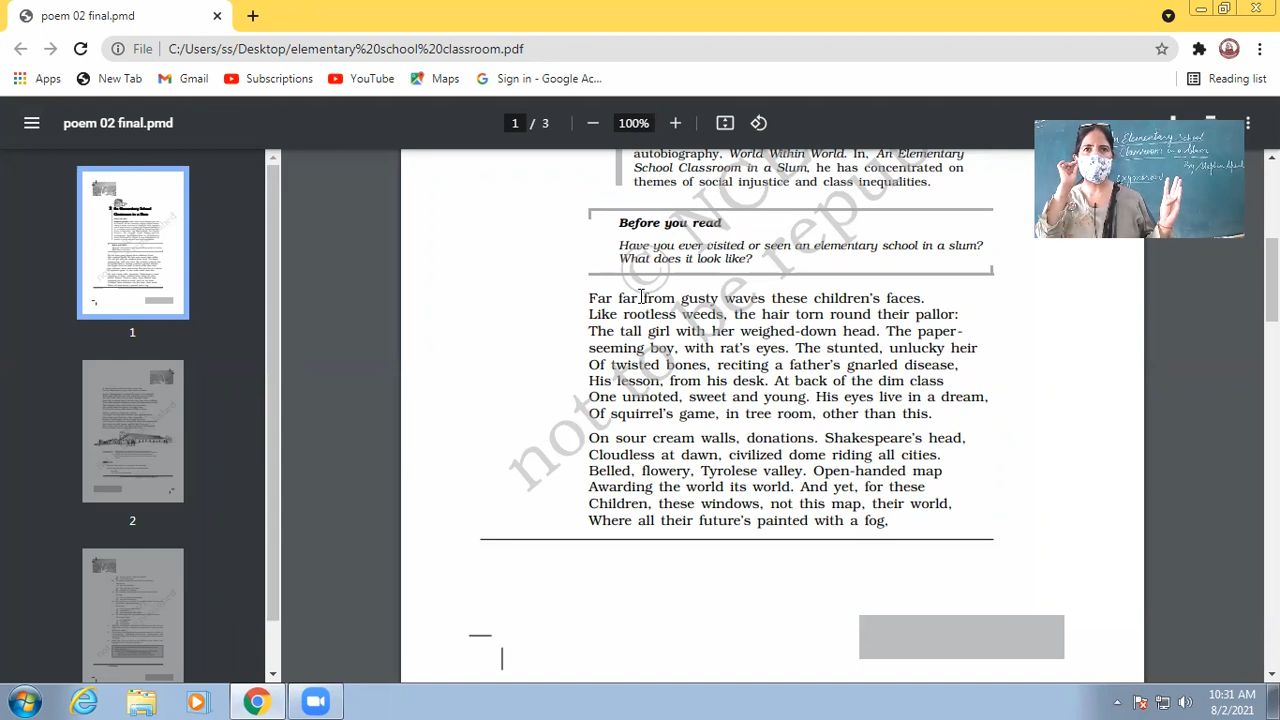 poem 02 final.pmd
File C:/Users/ss/Desktop/elementary%20school%20classroom.pdf
Apps New Tab Gmail Subscriptions YouTube Maps Sign in - Google Ac... Reading list
poem 02 final.pmd 1 / 3 100%
autobiography, World Within World. In, An Elementary
School Classroom in a Slum, he has concentrated on
themes of social injustice and class inequalities.
Before you read
Have you ever visited or seen an elementary school in a slum?
What does it look like?
Far far from gusty waves these children's faces.
Like rootless weeds, the hair torn round their pallor:
The tall girl with her weighed-down head. The paper-
seeming boy, with rat's eyes. The stunted, unlucky heir
Of twisted bones, reciting a father's gnarled disease,
His lesson, from his desk. At back of the dim class
One unnoted, sweet and young. His eyes live in a dream,
Of squirrel's game, in tree room, other than this.
On sour cream walls, donations. Shakespeare's head,
Cloudless at dawn, civilized dome riding all cities.
Belled, flowery, Tyrolese valley. Open-handed map
Awarding the world its world. And yet, for these
Children, these windows, not this map, their world,
Where all their future's painted with a fog,
not to be repu
© NC
Elementary School
Classroom in a Slum
1
2
10:31 AM
8/2/2021